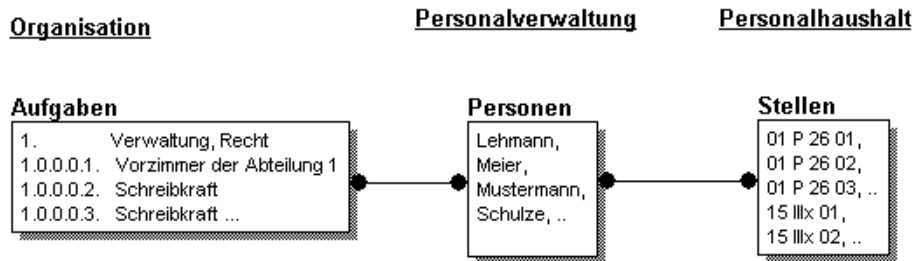 Organisation
Personalverwaltung
Personalhaushalt
Aufgaben
1. Verwaltung, Recht
1.0.0.0.1. Vorzimmer der Abteilung 1
1.0.0.0.2. Schreibkraft
1.0.0.0.3. Schreibkraft ...
Personen
Lehmann,
Meier,
Mustermann,
Schulze, ..
Stellen
01 P 26 01,
01 P 26 02,
01 P 26 03, ..
15 IIIx 01,
15 IIIx 02, ..